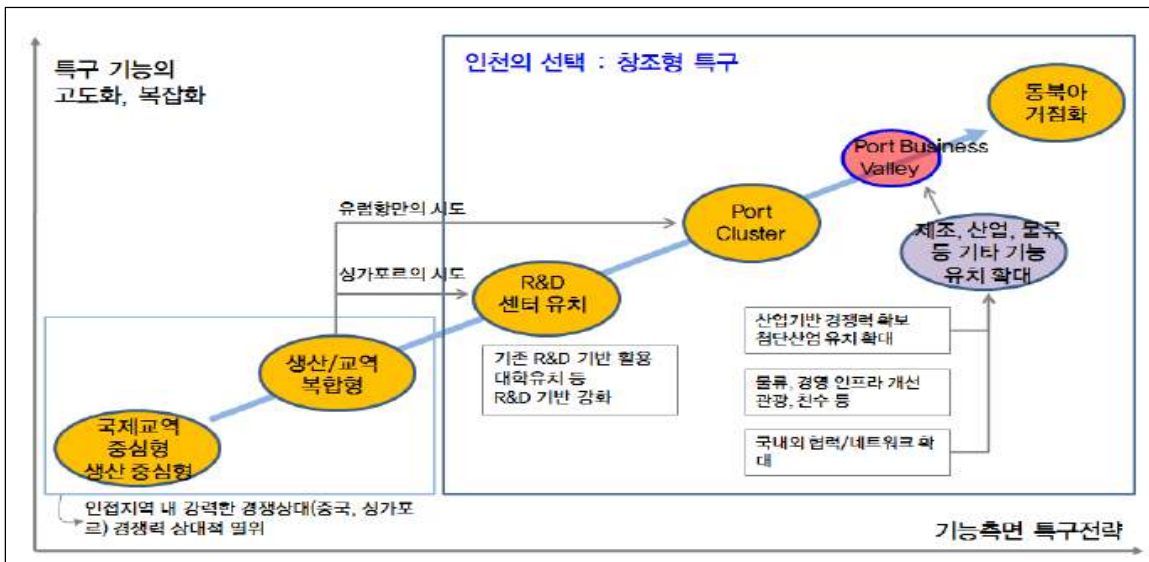 특구 기능의
고도화, 복잡화
인천의 선택 : 창조형 특구
동북아
거점화
Port Business
Valley
유럽항만의 시도
Port
Cluster
제조, 산업, 물류
등 기타 기능
유치 확대
싱가포르의 시도
R&D
센터 유치
산업기반 경쟁력 확보
첨단산업 유치 확대
생산/교역
복합형
기존 R&D 기반 활용
대학유치 등
R&D 기반 강화
물류, 경영 인프라 개선
관광, 친수 등
국제교역
중심형
생산 중심형
국내외 협력/네트워크 확
대
인접지역 내 강력한 경쟁상대(중국, 싱가포
르) 경쟁력 상대적 열위
기능측면 특구전략